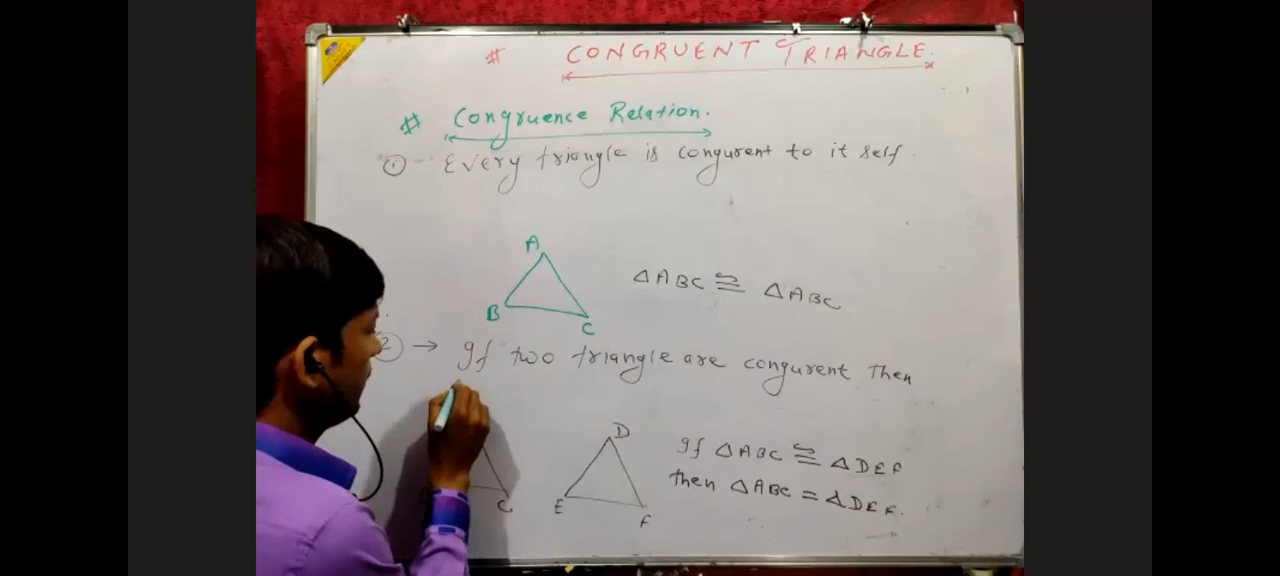 # CONGRUENT TRIANGLE.
# Congruence Relation.
① Every triangle is congurent to it self.
A
B
C
△ABC ≅ △ABC
2 → If two triangle are congurent then
C
D
E
F
If △ABC ≅ △DEF
then △ABC = △DEF.